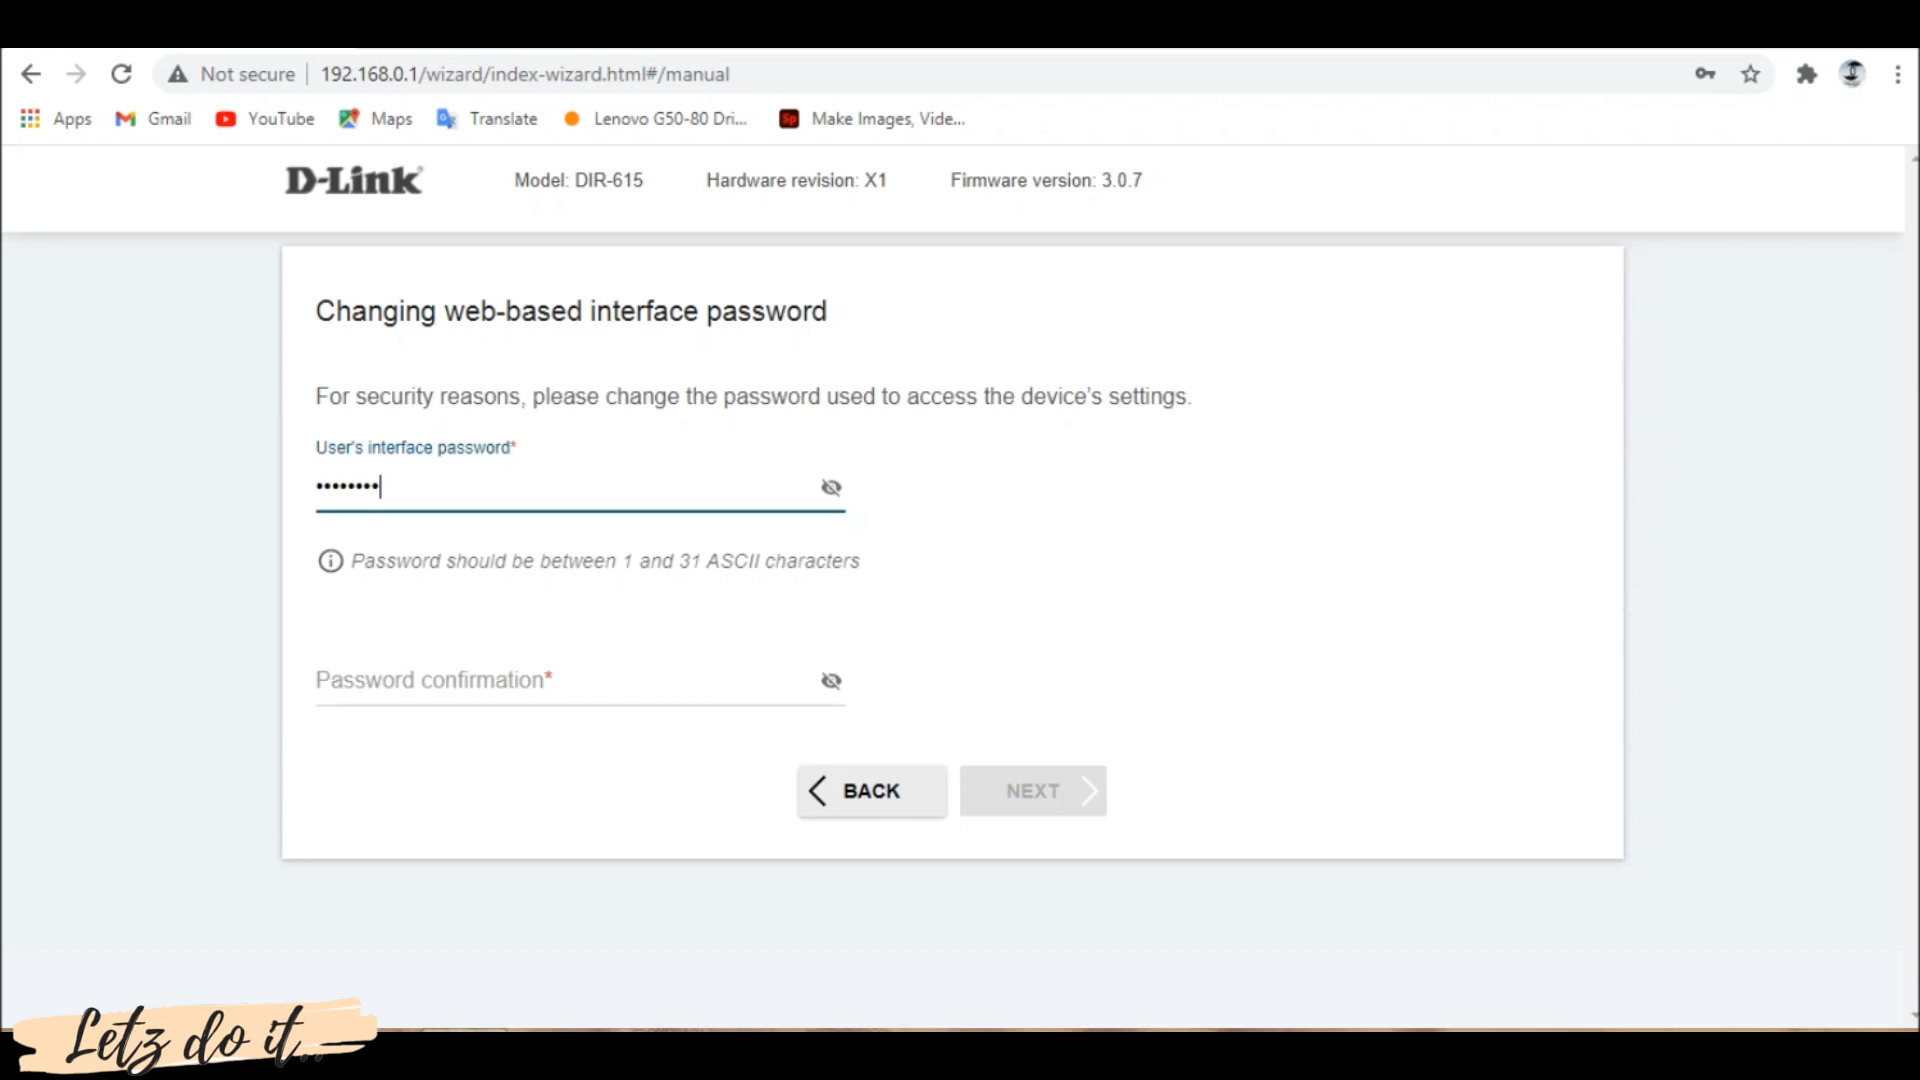 Not secure 192.168.0.1/wizard/index-wizard.html#/manual
Apps Gmail YouTube Maps Translate Lenovo G50-80 Dri... Sp Make Images, Vide...
D-Link Model: DIR-615 Hardware revision: X1 Firmware version: 3.0.7
Changing web-based interface password
For security reasons, please change the password used to access the device's settings.
User's interface password*
••••••••
Password should be between 1 and 31 ASCII characters
Password confirmation*
BACK NEXT
Letz do it..